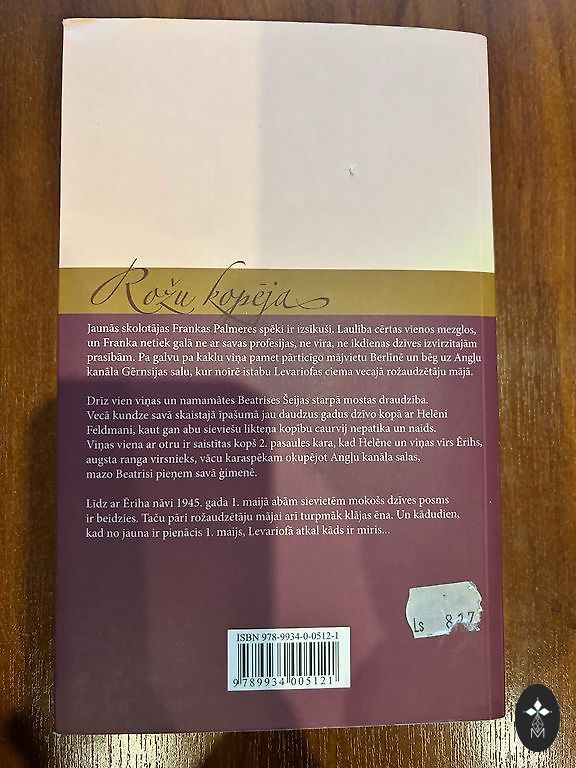 Rožu kopēja
Jaunās skolotājas Frankas Palmeres spēki ir izsīkuši. Laulība cērtas vienos mezglos,
un Franka netiek galā ne ar savas profesijas, ne vīra, ne ikdienas dzīves izvirzītajām
prasībām. Pa galvu pa kaklu viņa pamet pārticīgo mājvietu Berlīnē un bēg uz Angļu
kanāla Gērnsijas salu, kur noīrē istabu Levariofas ciema vecajā rožaudzētāju mājā.
Drīz vien viņas un namamātes Beatrises Šeijas starpā mostas draudzība.
Vecā kundze savā skaistajā īpašumā jau daudzus gadus dzīvo kopā ar Helēni
Feldmani, kaut gan abu sieviešu likteņa kopību caurvij nepatika un naids.
Viņas viena ar otru ir saistītas kopš 2. pasaules kara, kad Helēne un viņas vīrs Ērihs,
augsta ranga virsnieks, vācu karaspēkam okupējot Angļu kanāla salas,
mazo Beatrisi pieņem savā ģimenē.
Līdz ar Ēriha nāvi 1945. gada 1. maijā abām sievietēm mokošs dzīves posms
ir beidzies. Taču pāri rožaudzētāju mājai arī turpmāk klājas ēna. Un kādudien,
kad no jauna ir pienācis 1. maijs, Levariofā atkal kāds ir miris...
Ls 8
ISBN 978-9934-0-0512-1
9 789934 005121